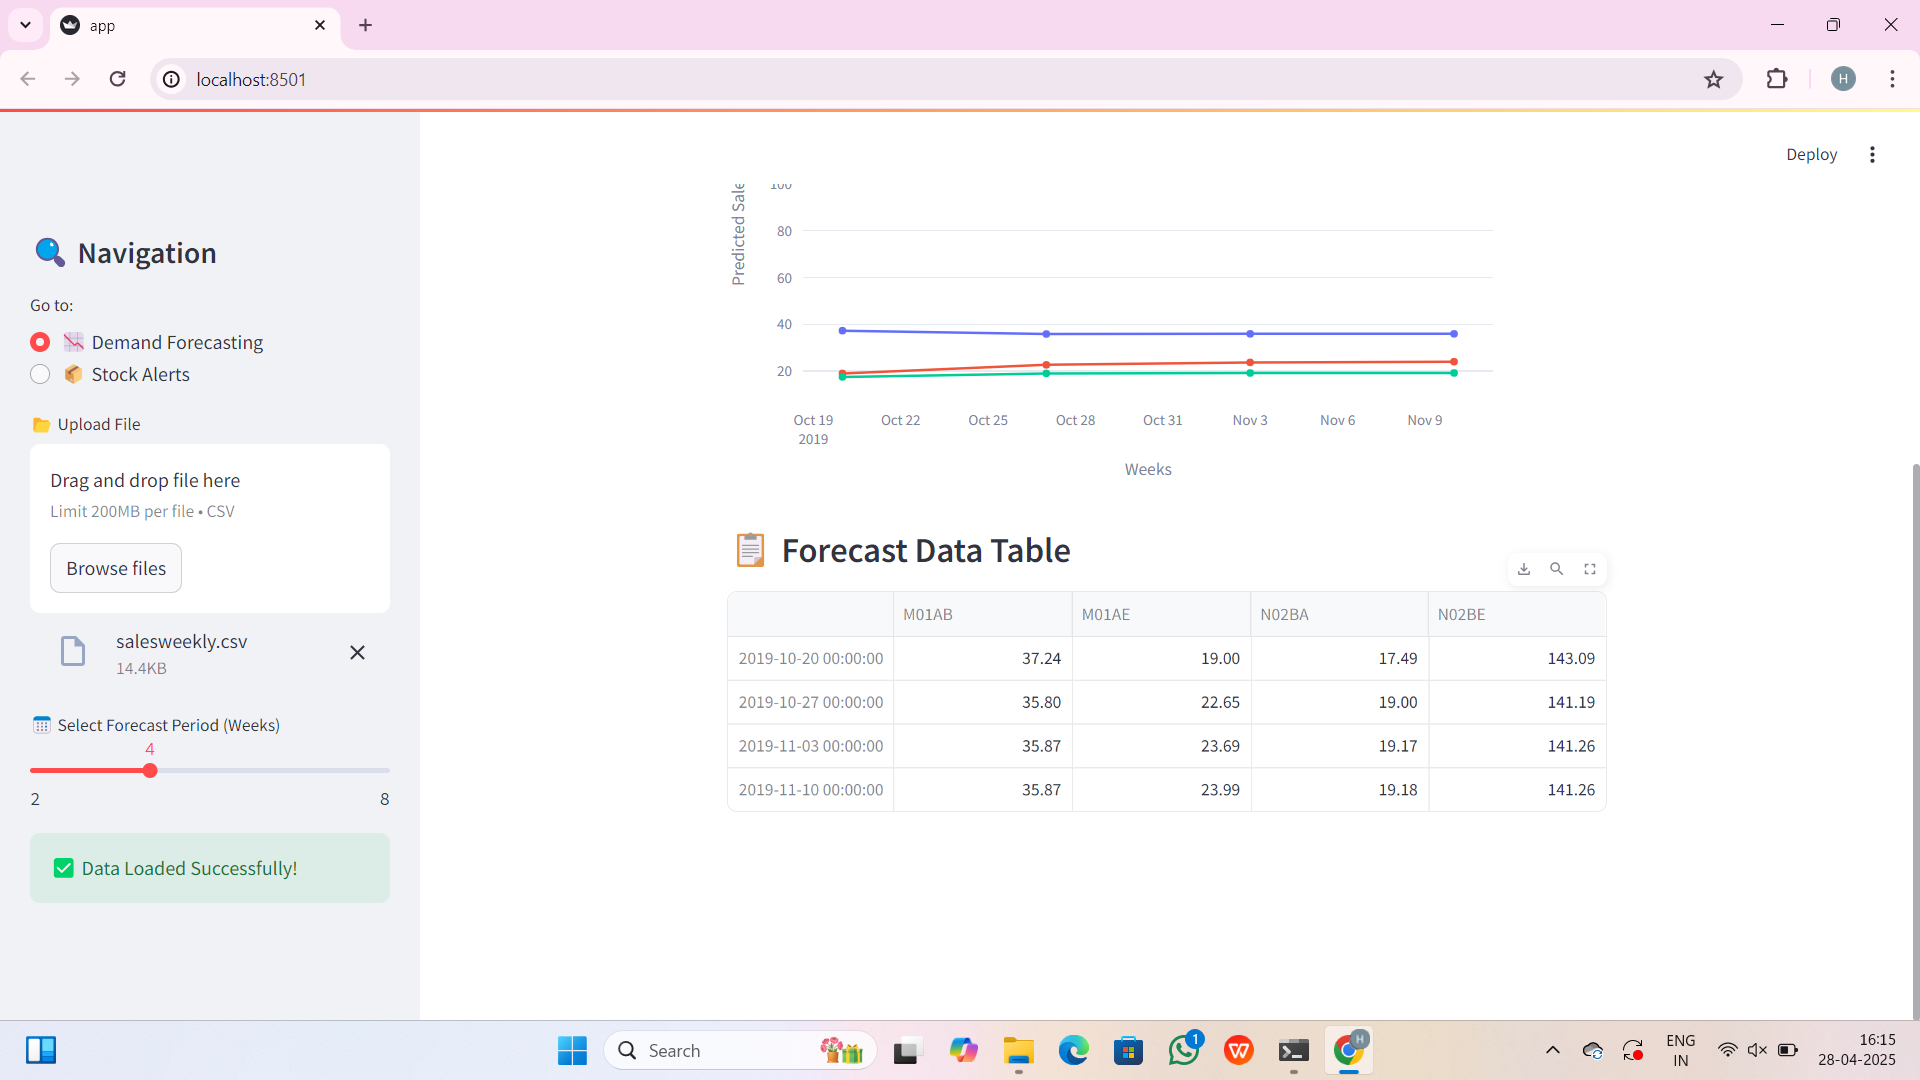 app
localhost:8501
H
Deploy
Navigation
Go to:
Demand Forecasting
Stock Alerts
Upload File
Drag and drop file here
Limit 200MB per file • CSV
Browse files
salesweekly.csv
14.4KB
Select Forecast Period (Weeks)
4
2 8
Data Loaded Successfully!
Predicted Sale
100
80
60
40
20
Oct 19 Oct 22 Oct 25 Oct 28 Oct 31 Nov 3 Nov 6 Nov 9
2019
Weeks
Forecast Data Table
M01AB M01AE N02BA N02BE
2019-10-20 00:00:00 37.24 19.00 17.49 143.09
2019-10-27 00:00:00 35.80 22.65 19.00 141.19
2019-11-03 00:00:00 35.87 23.69 19.17 141.26
2019-11-10 00:00:00 35.87 23.99 19.18 141.26
Search
1
W
H
ENG
IN
16:15
28-04-2025